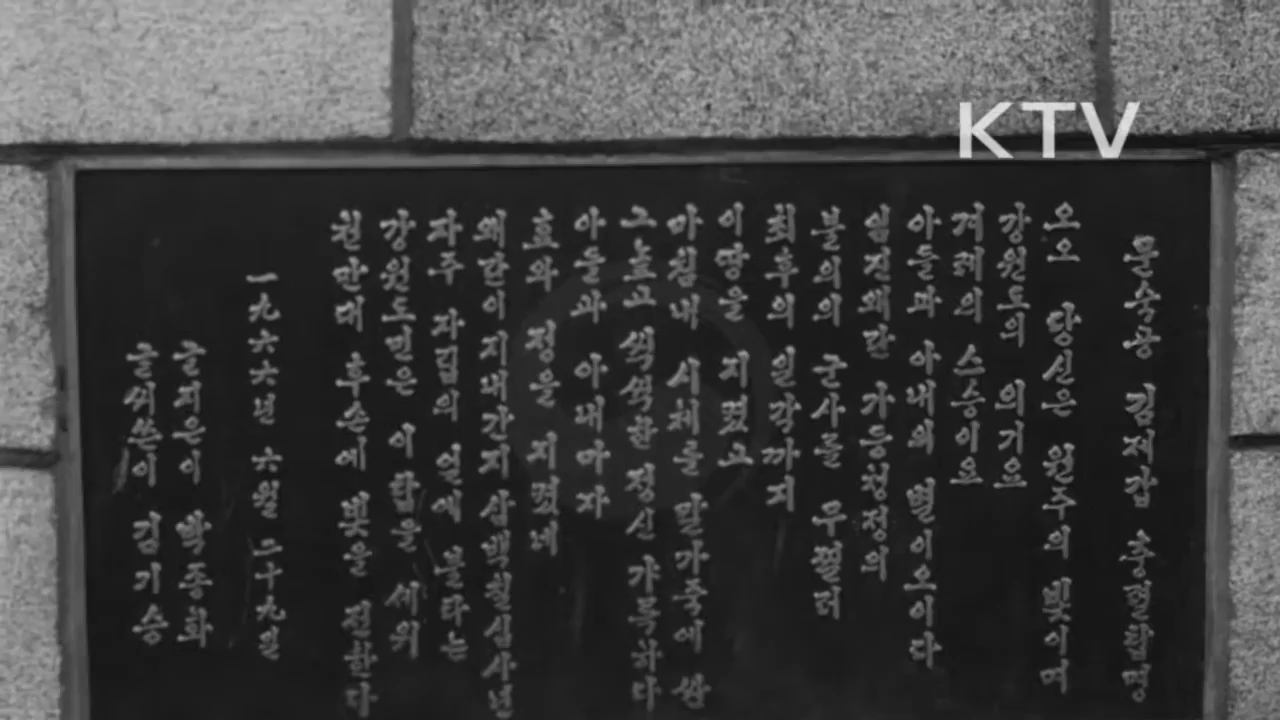 KTV
문숙공 김제갑 충렬탑명
오오 당신은 원주의 빛이며
강원도의 의기요
겨레의 스승이요
아들과 아내의 별이오이다
임진왜란 가등청정의
불의의 군사를 무찔러
최후의 일각까지
이 땅을 지켰고
마침내 시체를 말가죽에 싼
그 높고 씩씩한 정신 갸륵하다
아들과 아내마자
효와 정을 지켰네
왜란이 지내간지 삼백칠십사년
자주 자립의 일에 불타는
강원도민은 이 탑을 세워
천만대 후손에 빛을 전한다
一九六六년 六월 二十九일
글지은이 박종화
글씨쓴이 김기승